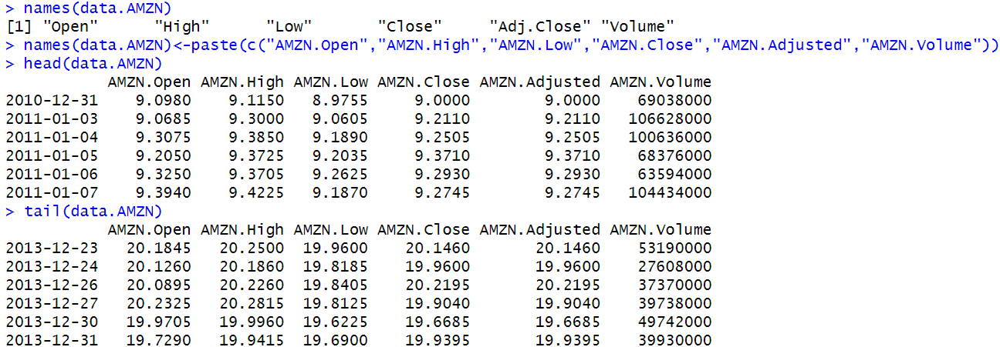 > names(data.AMZN)
[1] "Open"      "High"      "Low"       "Close"     "Adj.Close" "Volume"
> names(data.AMZN)<-paste(c("AMZN.Open","AMZN.High","AMZN.Low","AMZN.Close","AMZN.Adjusted","AMZN.Volume"))
> head(data.AMZN)
           AMZN.Open AMZN.High AMZN.Low AMZN.Close AMZN.Adjusted AMZN.Volume
2010-12-31    9.0980    9.1150   8.9755     9.0000        9.0000    69038000
2011-01-03    9.0685    9.3000   9.0605     9.2110        9.2110   106628000
2011-01-04    9.3075    9.3850   9.1890     9.2505        9.2505   100636000
2011-01-05    9.2050    9.3725   9.2035     9.3710        9.3710    68376000
2011-01-06    9.3250    9.3705   9.2625     9.2930        9.2930    63594000
2011-01-07    9.3940    9.4225   9.1870     9.2745        9.2745   104434000
> tail(data.AMZN)
           AMZN.Open AMZN.High AMZN.Low AMZN.Close AMZN.Adjusted AMZN.Volume
2013-12-23   20.1845   20.2500  19.9600    20.1460       20.1460    53190000
2013-12-24   20.1260   20.1860  19.8185    19.9600       19.9600    27608000
2013-12-26   20.0895   20.2260  19.8405    20.2195       20.2195    37370000
2013-12-27   20.2325   20.2815  19.8125    19.9040       19.9040    39738000
2013-12-30   19.9705   19.9960  19.6225    19.6685       19.6685    49742000
2013-12-31   19.7290   19.9415  19.6900    19.9395       19.9395    39930000